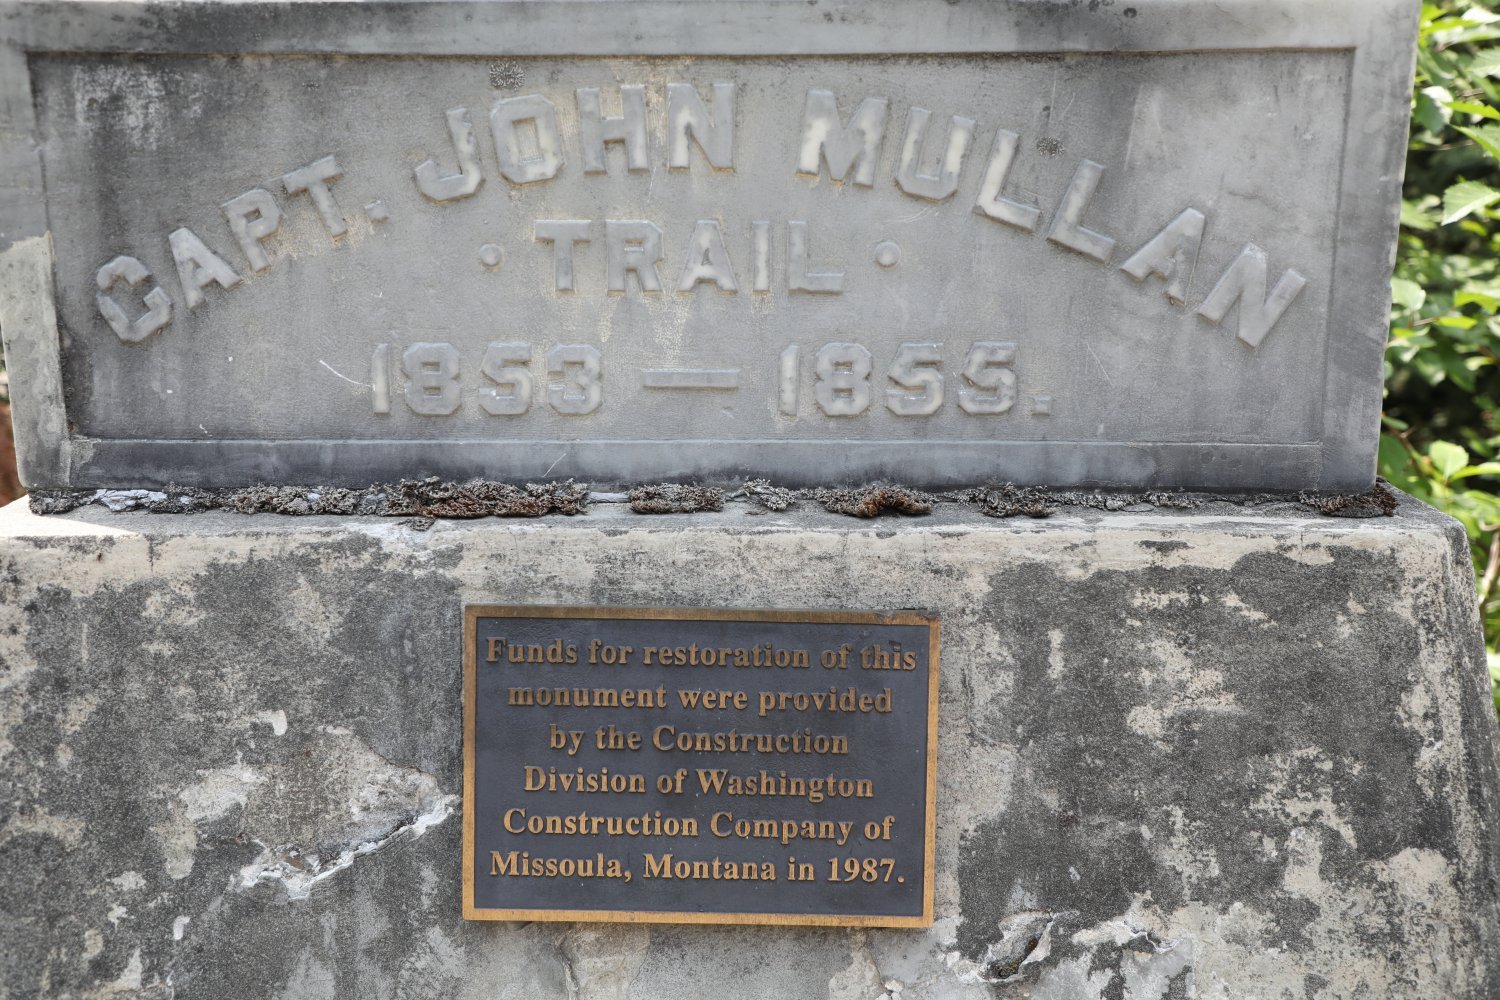 CAPT. JOHN MULLAN
· TRAIL ·
1853 — 1855.
Funds for restoration of this
monument were provided
by the Construction
Division of Washington
Construction Company of
Missoula, Montana in 1987.